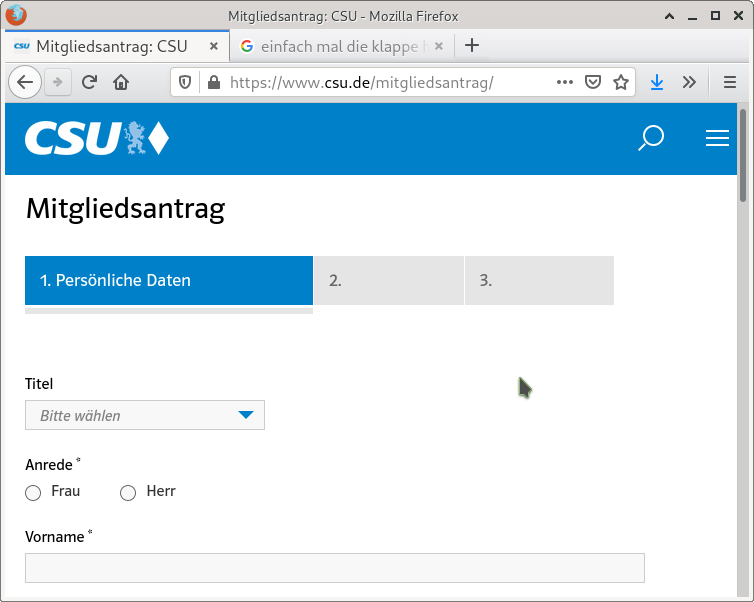 Mitgliedsantrag: CSU - Mozilla Firefox
CSU Mitgliedsantrag: CSU
einfach mal die klappe
https://www.csu.de/mitgliedsantrag/
CSU
Mitgliedsantrag
1. Persönliche Daten
2.
3.
Titel
Bitte wählen
Anrede *
Frau
Herr
Vorname *